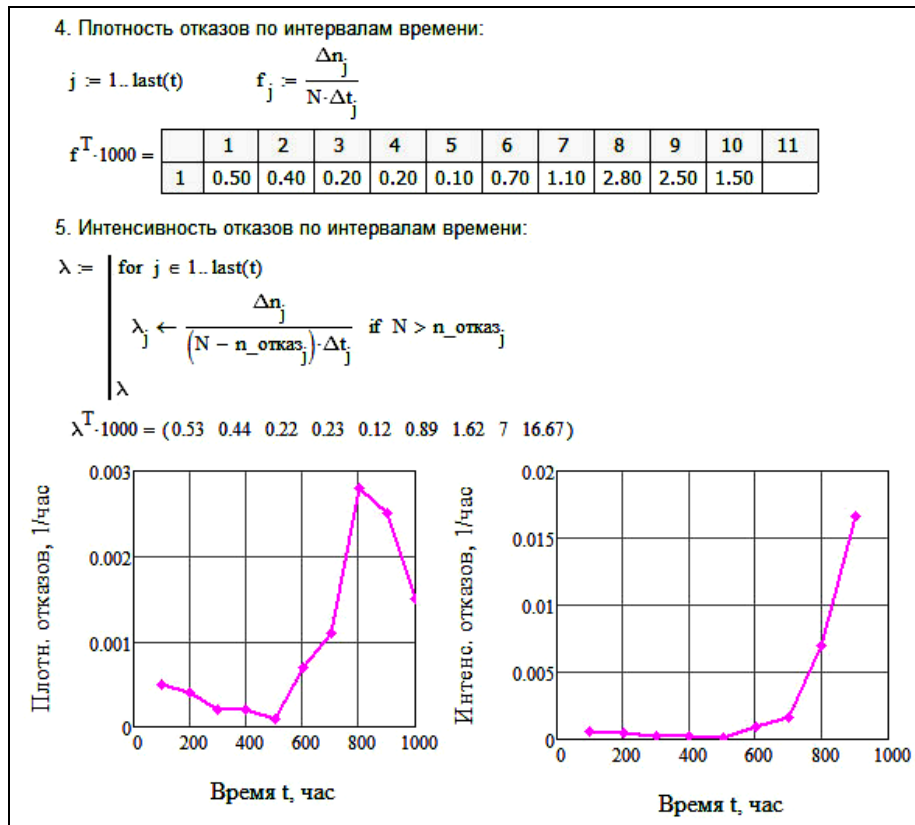 4. Плотность отказов по интервалам времени:
j := 1.. last(t) f_j := Δn_j / (N·Δt_j)
f^T·1000 =
1 2 3 4 5 6 7 8 9 10 11
1 0.50 0.40 0.20 0.20 0.10 0.70 1.10 2.80 2.50 1.50
5. Интенсивность отказов по интервалам времени:
λ := for j ∈ 1.. last(t)
λ_j ← Δn_j / ((N − n_отказ_j)·Δt_j) if N > n_отказ_j
λ
λ^T·1000 = (0.53 0.44 0.22 0.23 0.12 0.89 1.62 7 16.67)
Плотн. отказов, 1/час
0.003
0.002
0.001
0
0 200 400 600 800 1000
Время t, час
Интенс. отказов, 1/час
0.02
0.015
0.01
0.005
0
0 200 400 600 800 1000
Время t, час